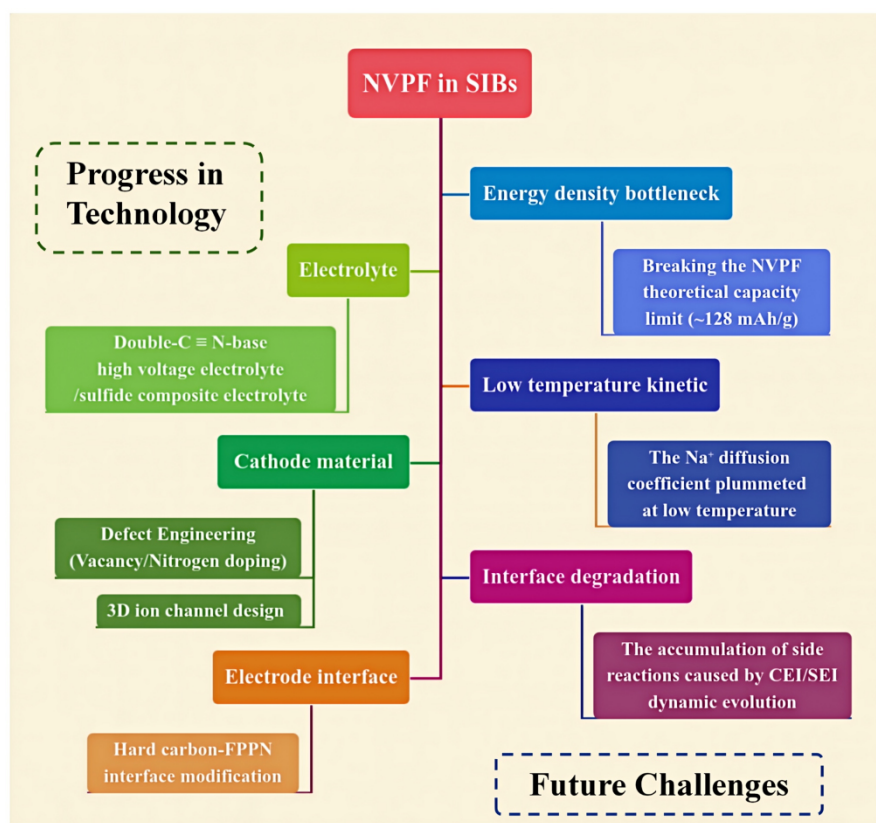 NVPF in SIBs
Progress in
Technology
Electrolyte
Double-C ≡ N-base
high voltage electrolyte
/sulfide composite electrolyte
Cathode material
Defect Engineering
(Vacancy/Nitrogen doping)
3D ion channel design
Electrode interface
Hard carbon-FPPN
interface modification
Energy density bottleneck
Breaking the NVPF
theoretical capacity
limit (~128 mAh/g)
Low temperature kinetic
The Na⁺ diffusion
coefficient plummeted
at low temperature
Interface degradation
The accumulation of side
reactions caused by CEI/SEI
dynamic evolution
Future Challenges